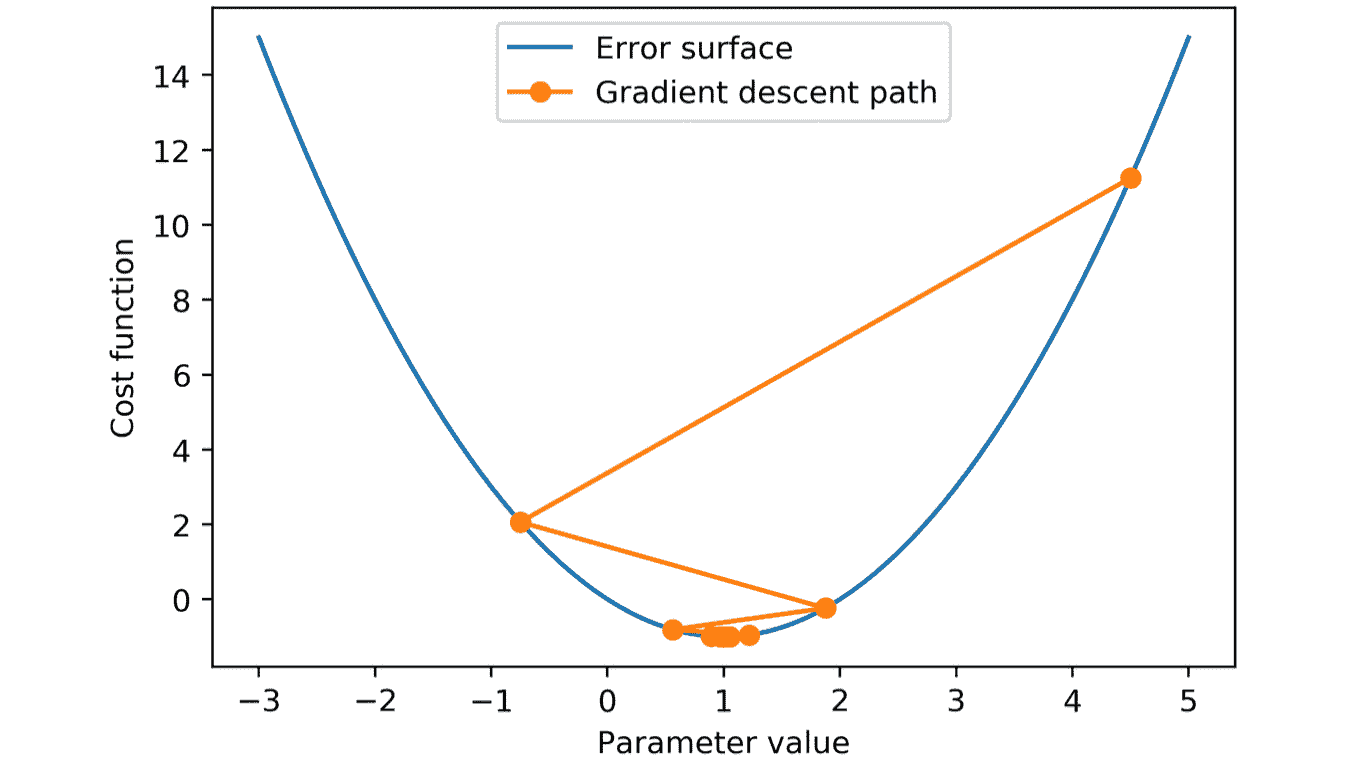 Error surface
Gradient descent path
14
12
10
8
6
4
2
0
Cost function
−3 −2 −1 0 1 2 3 4 5
Parameter value